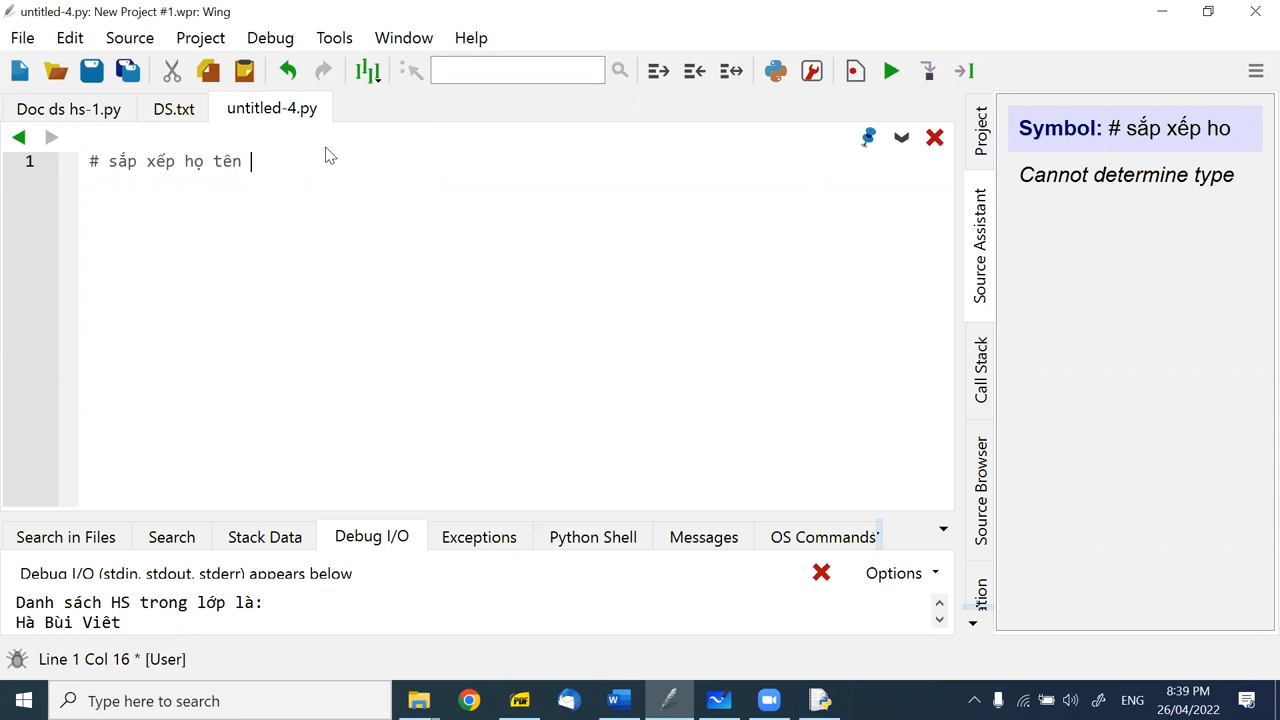 untitled-4.py: New Project #1.wpr: Wing
File Edit Source Project Debug Tools Window Help
Doc ds hs-1.py DS.txt untitled-4.py
1 # sắp xếp họ tên
Project
Source Assistant
Call Stack
Source Browser
Symbol: # sắp xếp ho
Cannot determine type
Search in Files Search Stack Data Debug I/O Exceptions Python Shell Messages OS Commands
Debug I/O (stdin, stdout, stderr) appears below Options
Danh sách HS trong lớp là:
Hà Bùi Viêt
Line 1 Col 16 * [User]
Type here to search
PDF
ENG
8:39 PM
26/04/2022